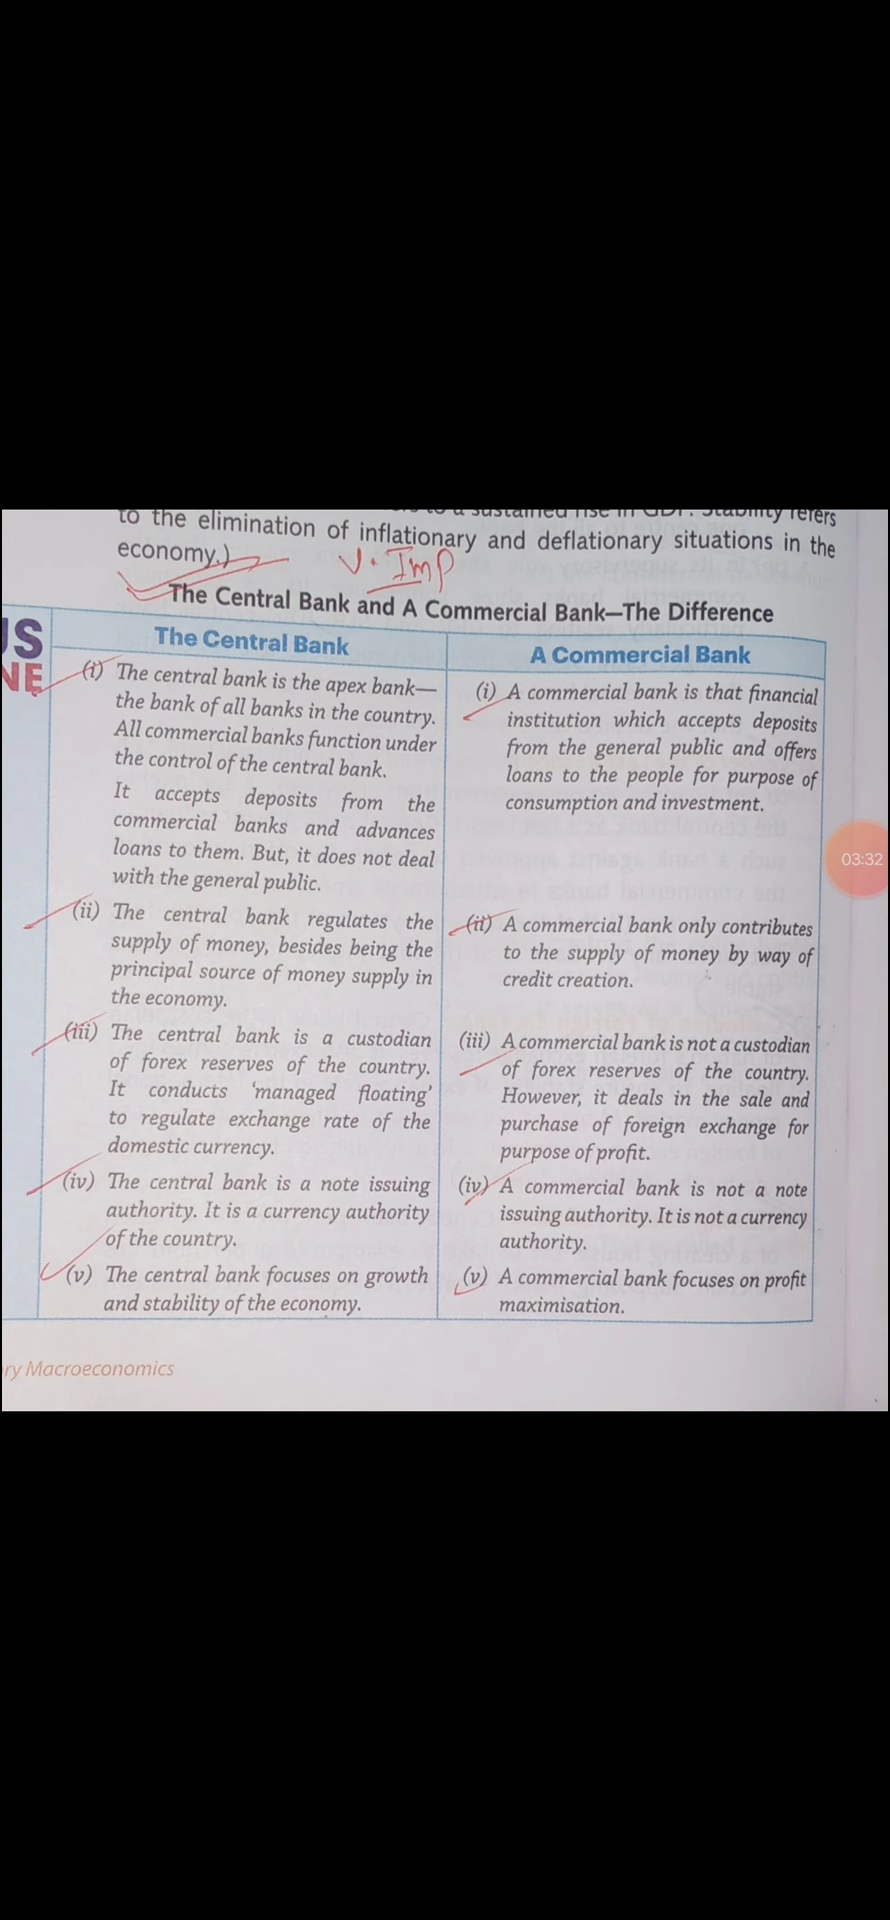 to a sustained rise in GDP. Stability refers
to the elimination of inflationary and deflationary situations in the
economy.)
V. Imp
The Central Bank and A Commercial Bank—The Difference
US
NE
The Central Bank
(i) The central bank is the apex bank—
the bank of all banks in the country.
All commercial banks function under
the control of the central bank.
It accepts deposits from the
commercial banks and advances
loans to them. But, it does not deal
with the general public.
(ii) The central bank regulates the
supply of money, besides being the
principal source of money supply in
the economy.
(iii) The central bank is a custodian
of forex reserves of the country.
It conducts ‘managed floating’
to regulate exchange rate of the
domestic currency.
(iv) The central bank is a note issuing
authority. It is a currency authority
of the country.
(v) The central bank focuses on growth
and stability of the economy.
A Commercial Bank
(i) A commercial bank is that financial
institution which accepts deposits
from the general public and offers
loans to the people for purpose of
consumption and investment.
(ii) A commercial bank only contributes
to the supply of money by way of
credit creation.
(iii) A commercial bank is not a custodian
of forex reserves of the country.
However, it deals in the sale and
purchase of foreign exchange for
purpose of profit.
(iv) A commercial bank is not a note
issuing authority. It is not a currency
authority.
(v) A commercial bank focuses on profit
maximisation.
03:32
ry Macroeconomics